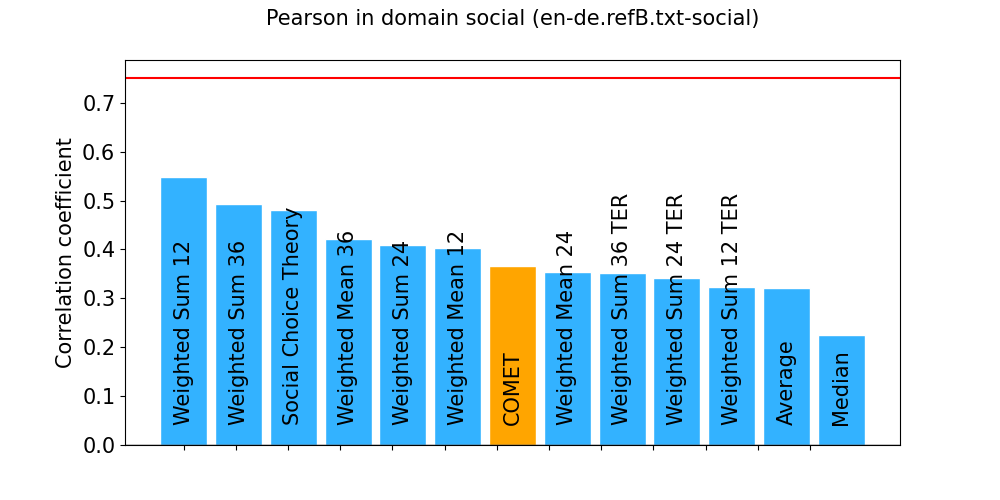 Pearson in domain social (en-de.refB.txt-social)
Correlation coefficient
0.7
0.6
0.5
0.4
0.3
0.2
0.1
0.0
Weighted Sum 12
Weighted Sum 36
Social Choice Theory
Weighted Mean 36
Weighted Sum 24
Weighted Mean 12
COMET
Weighted Mean 24
Weighted Sum 36 TER
Weighted Sum 24 TER
Weighted Sum 12 TER
Average
Median